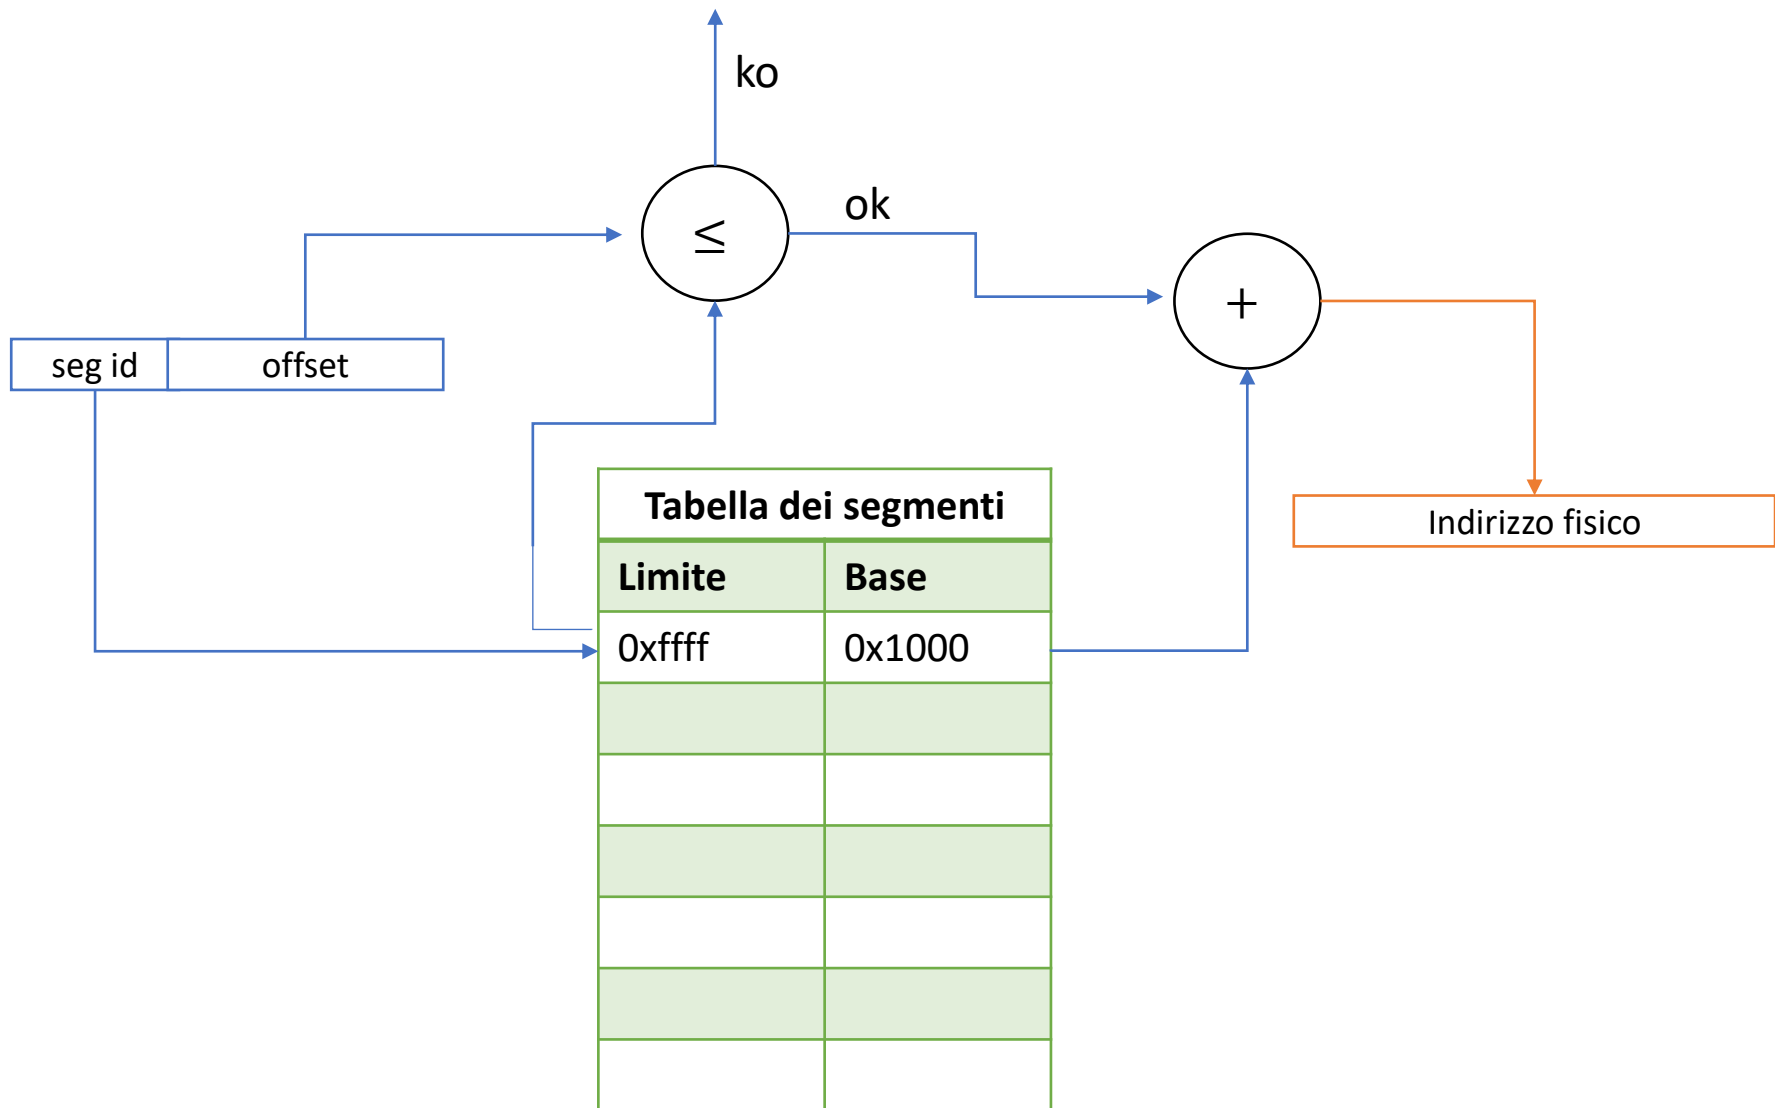 ko
ok
≤
+
seg id offset
Tabella dei segmenti
Indirizzo fisico
Limite Base
0xffff 0x1000